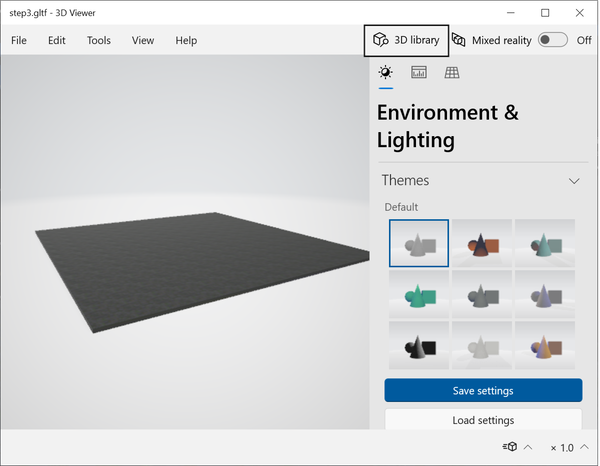 step3.gltf - 3D Viewer
File Edit Tools View Help 3D library Mixed reality Off
Environment &
Lighting
Themes
Default
Save settings
Load settings
× 1.0